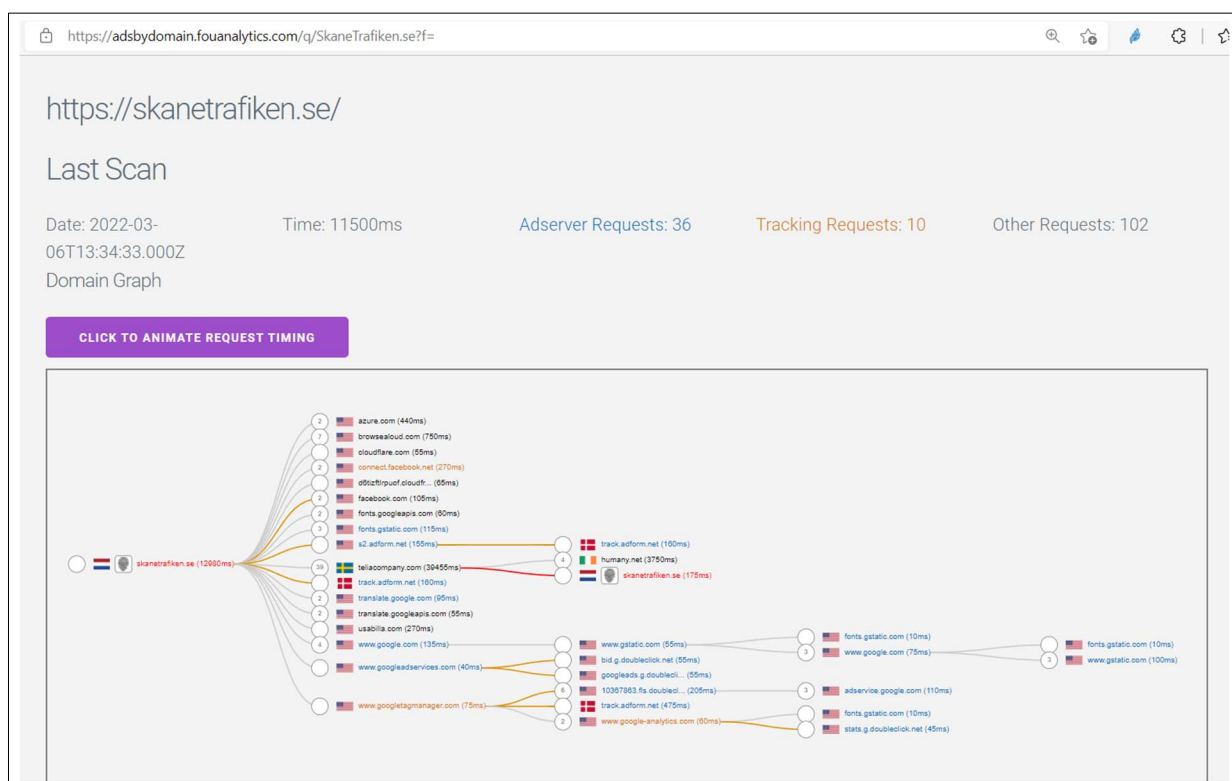 https://adsbydomain.fouanalytics.com/q/SkaneTrafiken.se?f=
https://skanetrafiken.se/
Last Scan
Date: 2022-03-06T13:34:33.000Z
Time: 11500ms
Adserver Requests: 36
Tracking Requests: 10
Other Requests: 102
Domain Graph
CLICK TO ANIMATE REQUEST TIMING
skanetrafiken.se (12980ms)
2 azure.com (440ms)
7 browsealoud.com (750ms)
cloudflare.com (55ms)
2 connect.facebook.net (270ms)
2 facebook.com (105ms)
2 fonts.googleapis.com (60ms)
3 fonts.gstatic.com (115ms)
s2.adform.net (155ms)
track.adform.net (160ms)
39 teliacompany.com (39455ms)
4 humany.net (3750ms)
skanetrafiken.se (175ms)
track.adform.net (160ms)
2 translate.google.com (95ms)
2 translate.googleapis.com (55ms)
usabilla.com (270ms)
4 www.google.com (135ms)
www.gstatic.com (55ms)
fonts.gstatic.com (10ms)
3 www.google.com (75ms)
fonts.gstatic.com (10ms)
3 www.gstatic.com (100ms)
www.googleadservices.com (40ms)
bid.g.doubleclick.net (55ms)
googleads.g.doublecli... (55ms)
www.googletagmanager.com (75ms)
6 10367863.fls.doublecl... (205ms)
3 adservice.google.com (110ms)
track.adform.net (475ms)
2 www.google-analytics.com (60ms)
fonts.gstatic.com (10ms)
stats.g.doubleclick.net (45ms)